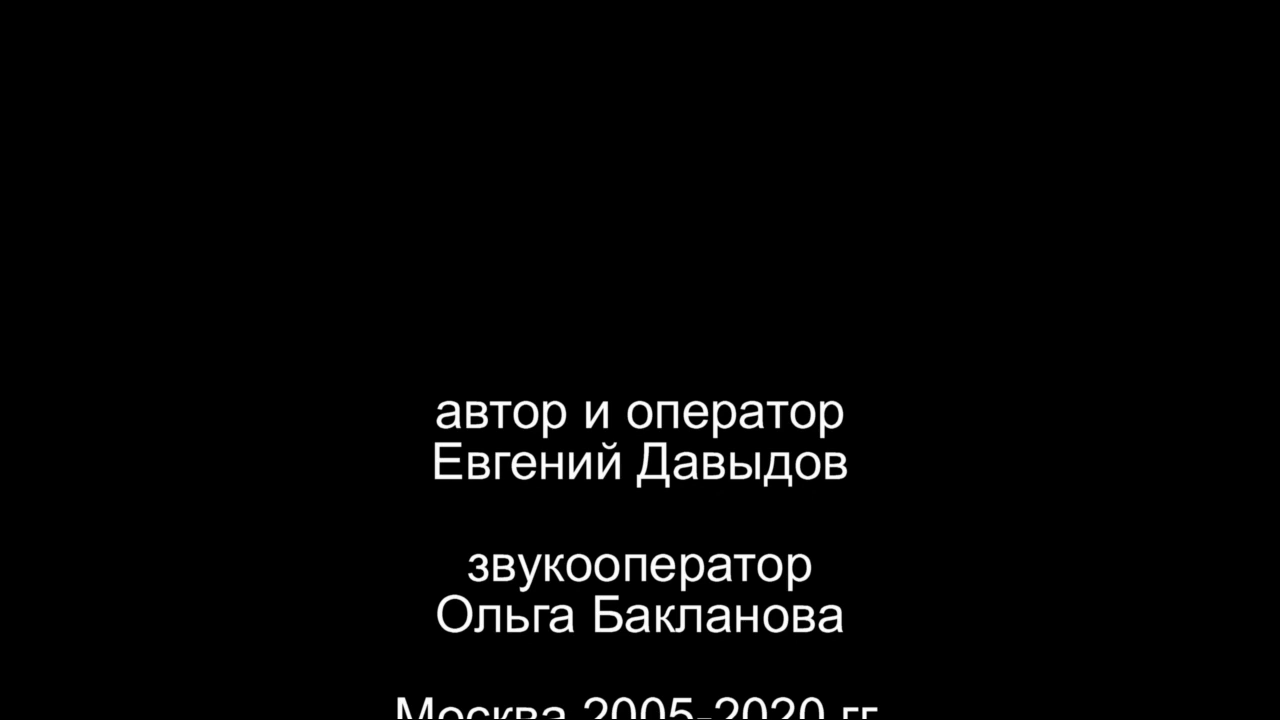 автор и оператор
Евгений Давыдов
звукооператор
Ольга Бакланова
Москва 2005-2020 гг